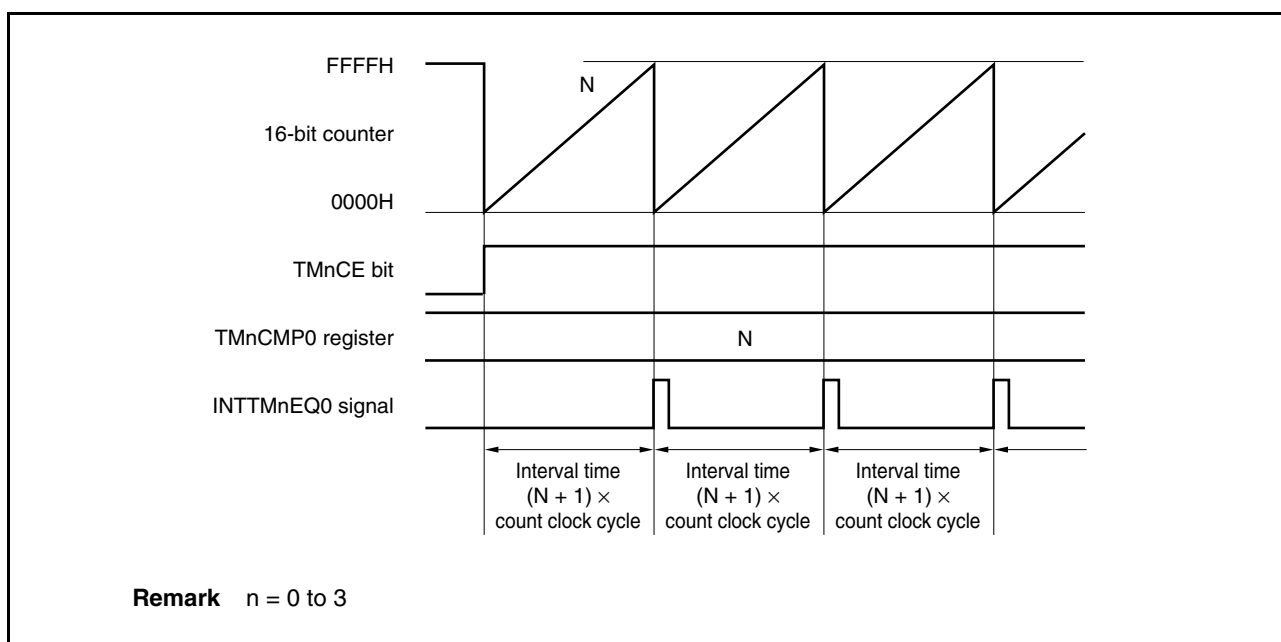 FFFFH
N
16-bit counter
0000H
TMnCE bit
TMnCMP0 register
N
INTTMnEQ0 signal
Interval time
(N + 1) ×
count clock cycle
Interval time
(N + 1) ×
count clock cycle
Interval time
(N + 1) ×
count clock cycle
Remark n = 0 to 3